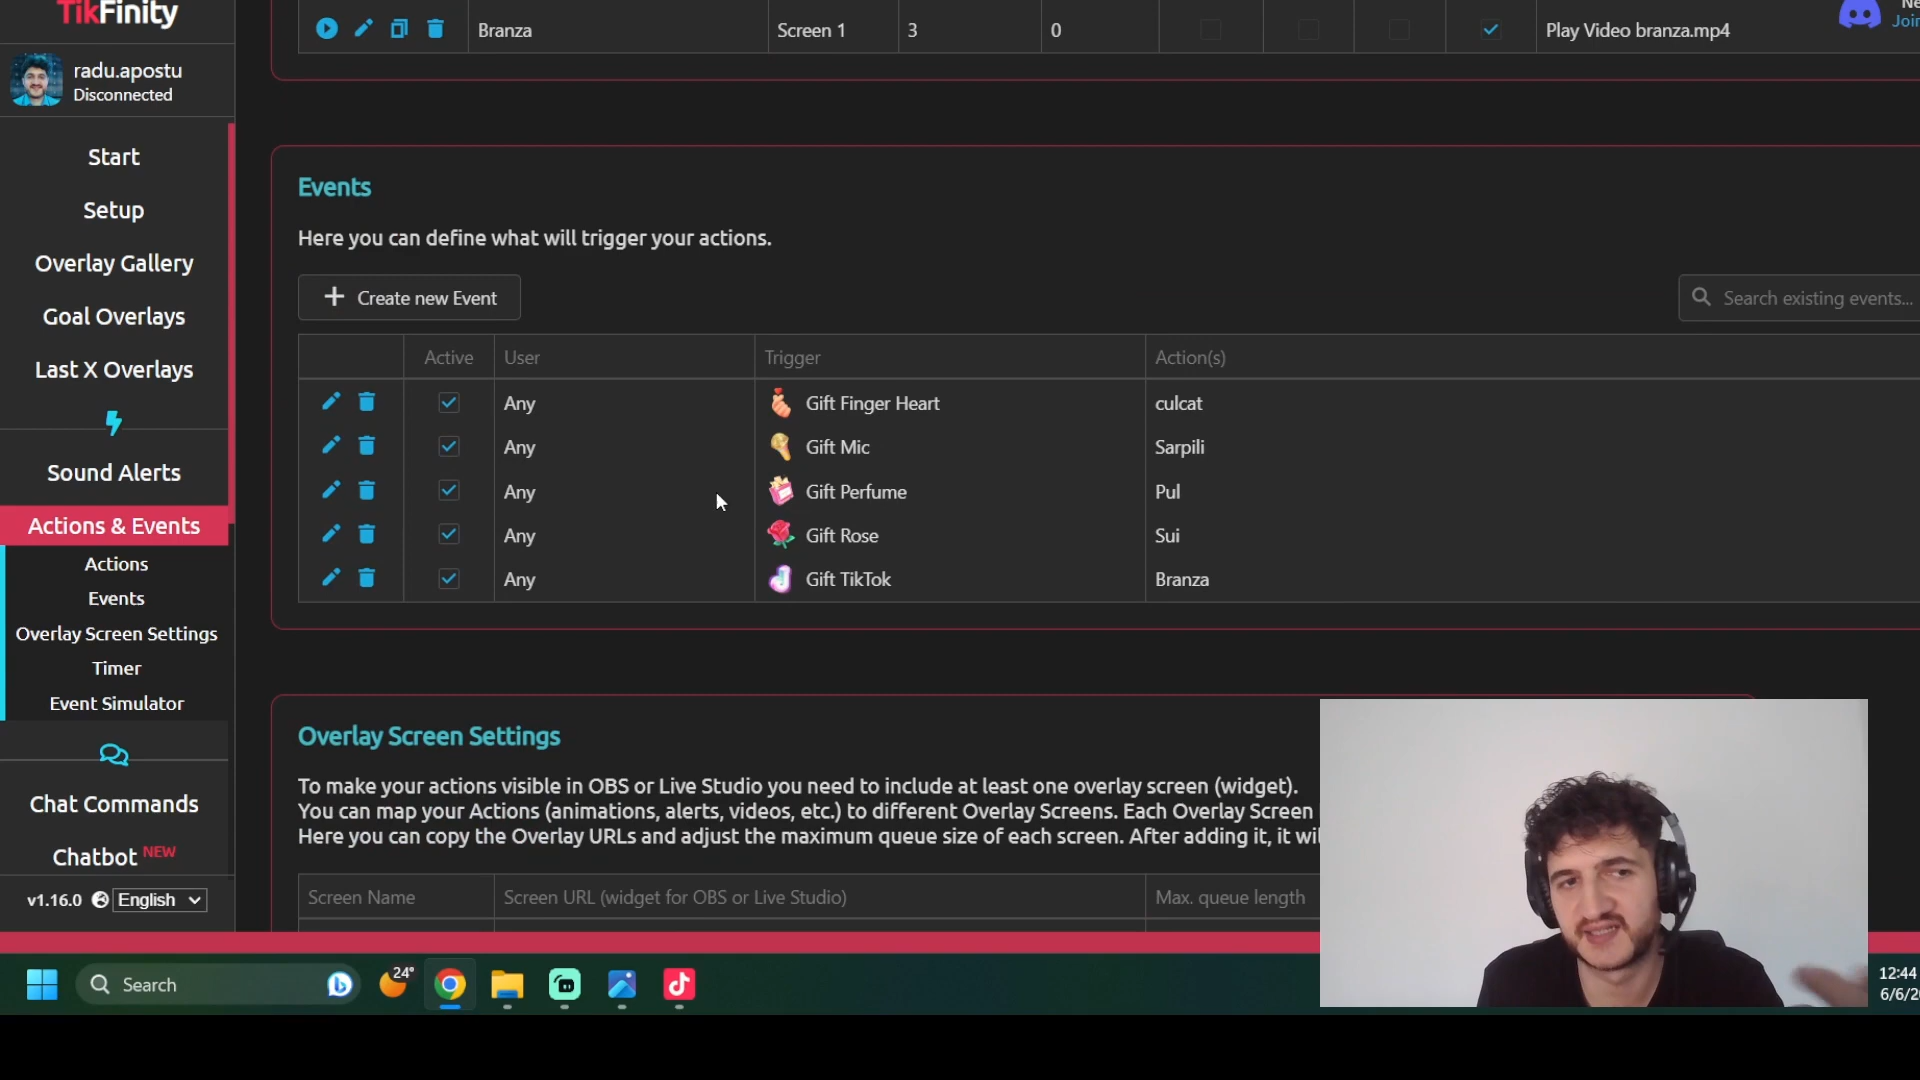 TikFinity
radu.apostu
Disconnected
Start
Setup
Overlay Gallery
Goal Overlays
Last X Overlays
Sound Alerts
Actions & Events
Actions
Events
Overlay Screen Settings
Timer
Event Simulator
Chat Commands
Chatbot NEW
v1.16.0 English
Branza Screen 1 3 0 Play Video branza.mp4
Join
Events
Here you can define what will trigger your actions.
Create new Event
Search existing events...
Active User Trigger Action(s)
Any Gift Finger Heart culcat
Any Gift Mic Sarpili
Any Gift Perfume Pul
Any Gift Rose Sui
Any Gift TikTok Branza
Overlay Screen Settings
To make your actions visible in OBS or Live Studio you need to include at least one overlay screen (widget).
You can map your Actions (animations, alerts, videos, etc.) to different Overlay Screens. Each Overlay Screen
Here you can copy the Overlay URLs and adjust the maximum queue size of each screen. After adding it, it wil
Screen Name Screen URL (widget for OBS or Live Studio) Max. queue length
Search
24°
12:44
6/6/20